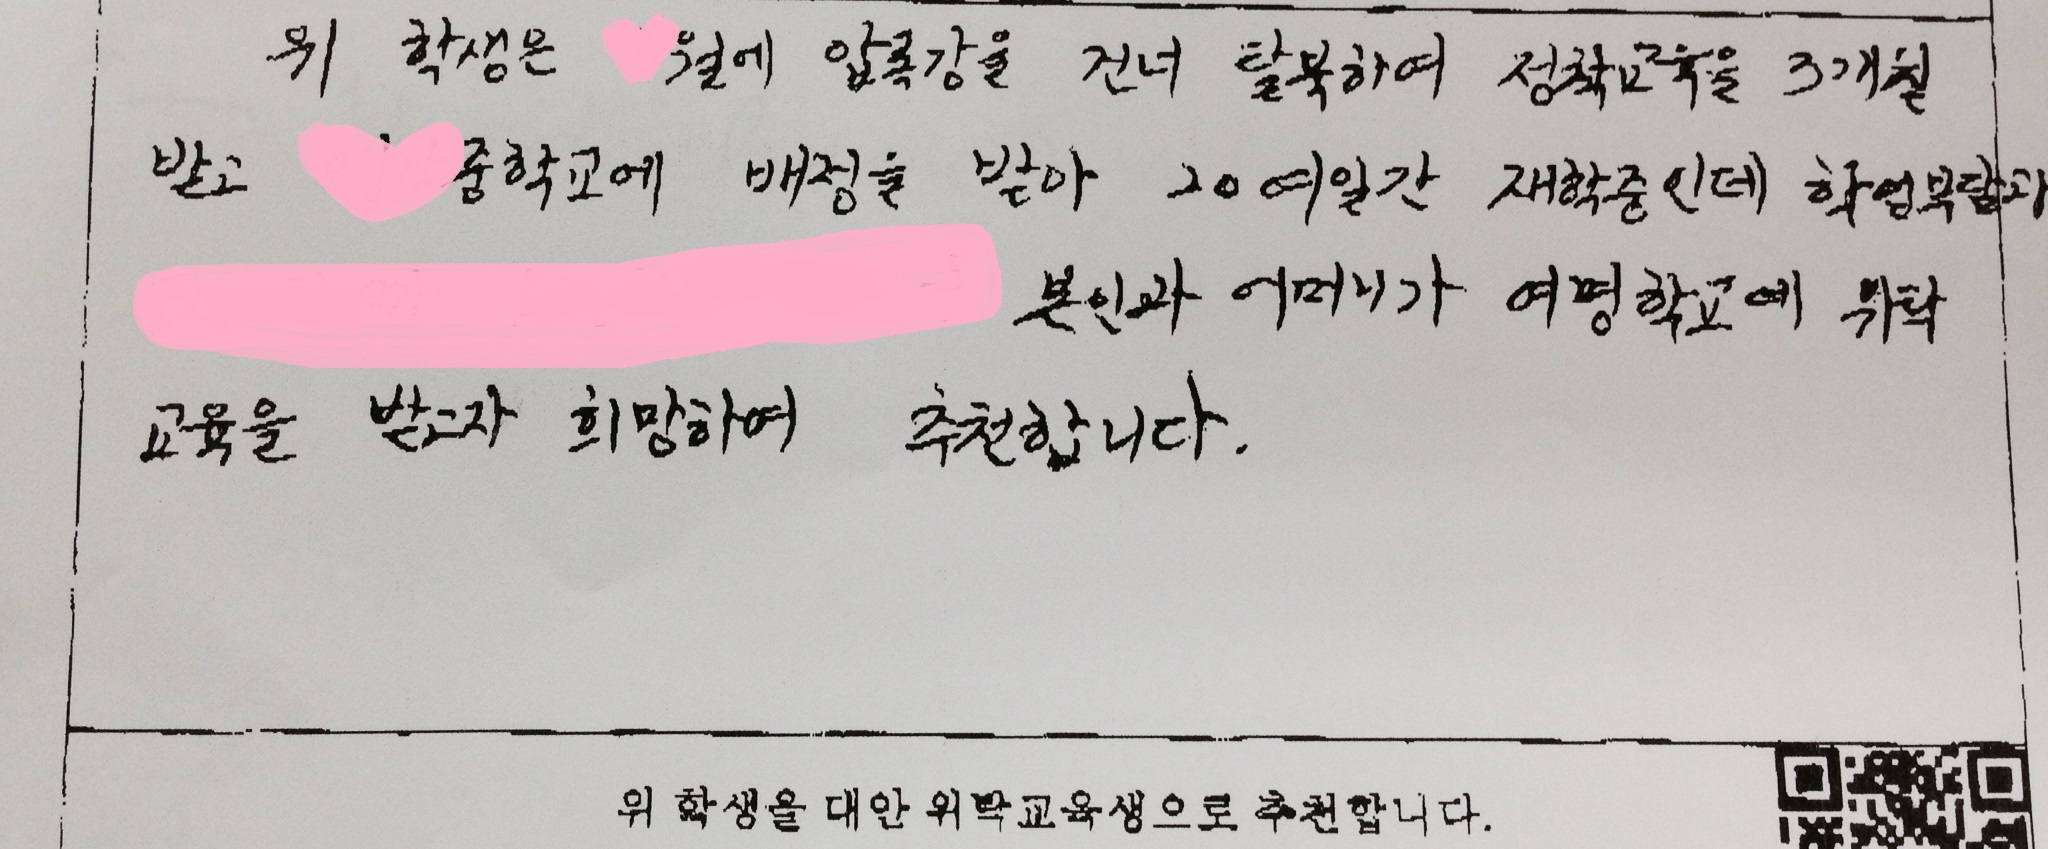 위 학생은 월에 압록강을 건너 탈북하여 정착교육을 3개월
받고 중학교에 배정을 받아 20여일간 재학중인데 학업부담과
본인과 어머니가 여명학교에 위탁
교육을 받고자 희망하여 추천합니다.
위 학생을 대안 위탁교육생으로 추천합니다.